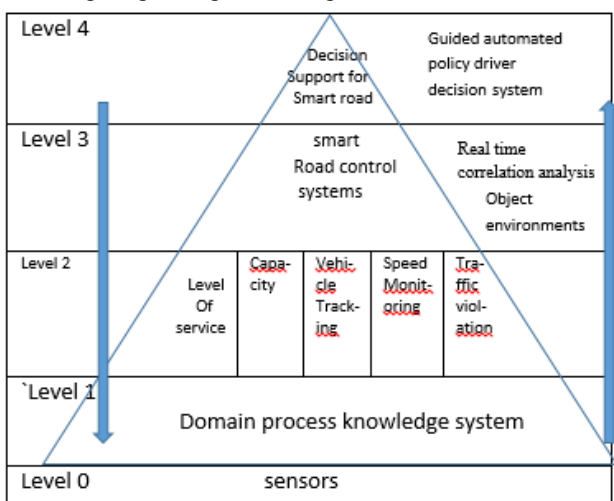 Level 4
Decision
Support for
Smart road
Guided automated
policy driver
decision system
Level 3
smart
Road control
systems
Real time
correlation analysis
Object
environments
Level 2
Level
Of
service
Capa-
city
Vehi-
cle
Track-
ing
Speed
Monit-
oring
Tra-
ffic
viol-
ation
`Level 1
Domain process knowledge system
Level 0
sensors